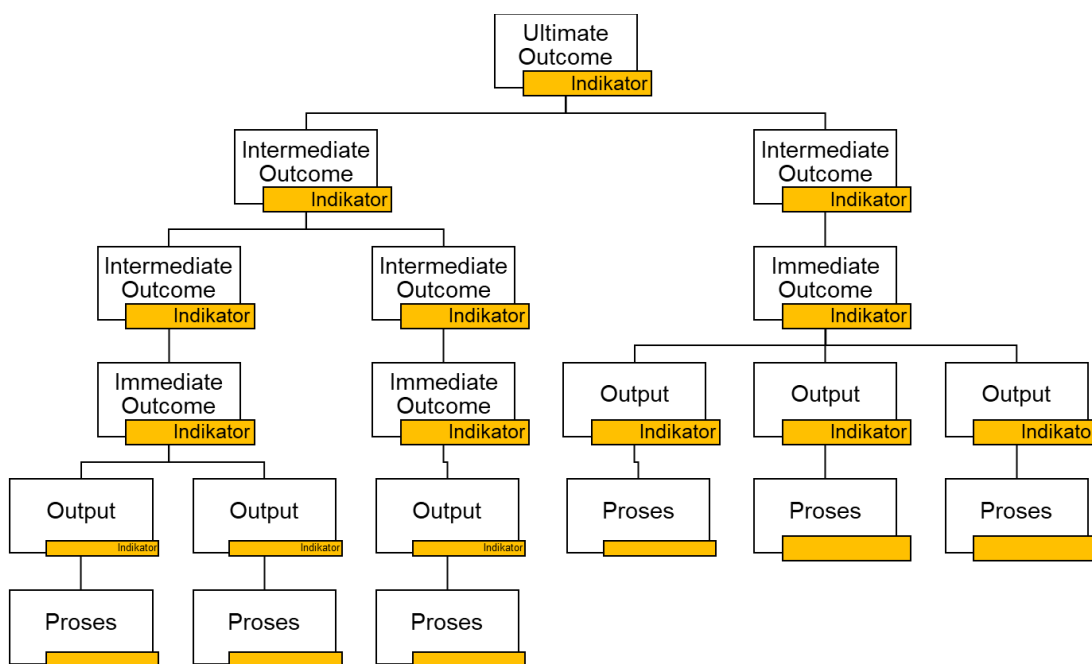 Ultimate
Outcome
Indikator
Intermediate
Outcome
Indikator
Intermediate
Outcome
Indikator
Intermediate
Outcome
Indikator
Intermediate
Outcome
Indikator
Immediate
Outcome
Indikator
Immediate
Outcome
Indikator
Immediate
Outcome
Indikator
Output
Indikator
Output
Indikator
Output
Indikato
Output
Indikator
Output
Indikator
Output
Indikator
Proses
Proses
Proses
Proses
Proses
Proses